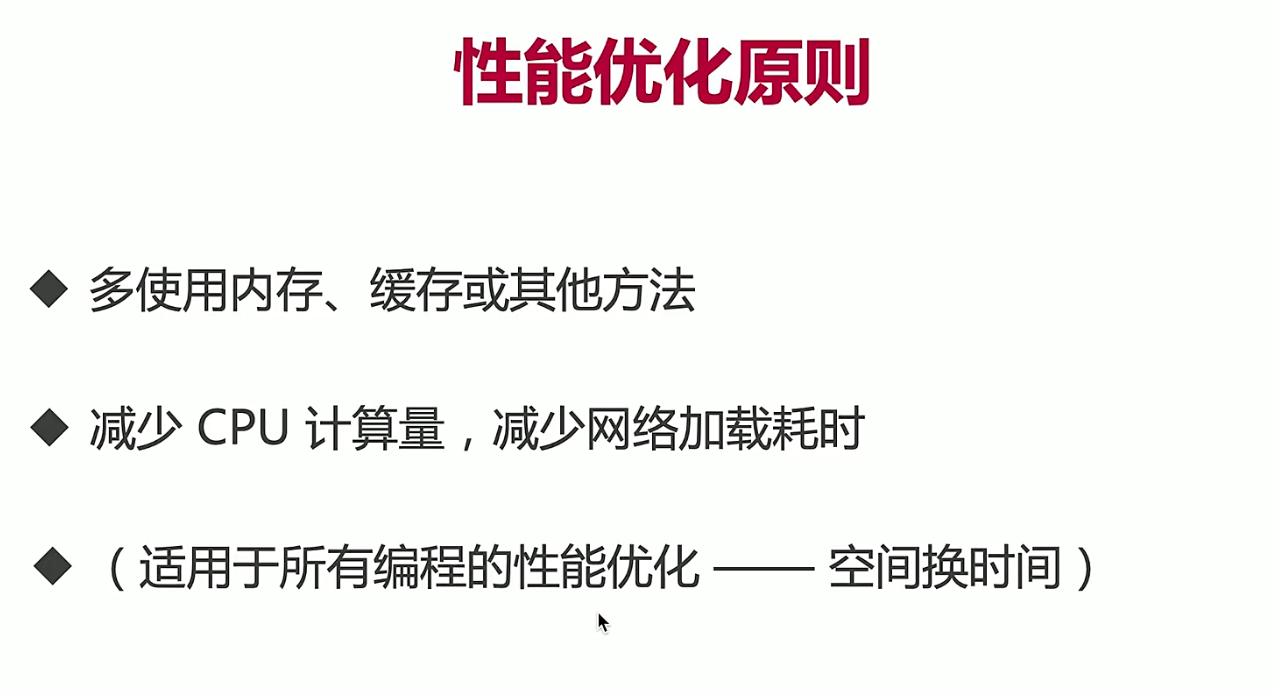 性能优化原则
◆ 多使用内存、缓存或其他方法
◆ 减少 CPU 计算量，减少网络加载耗时
◆ （适用于所有编程的性能优化 —— 空间换时间）